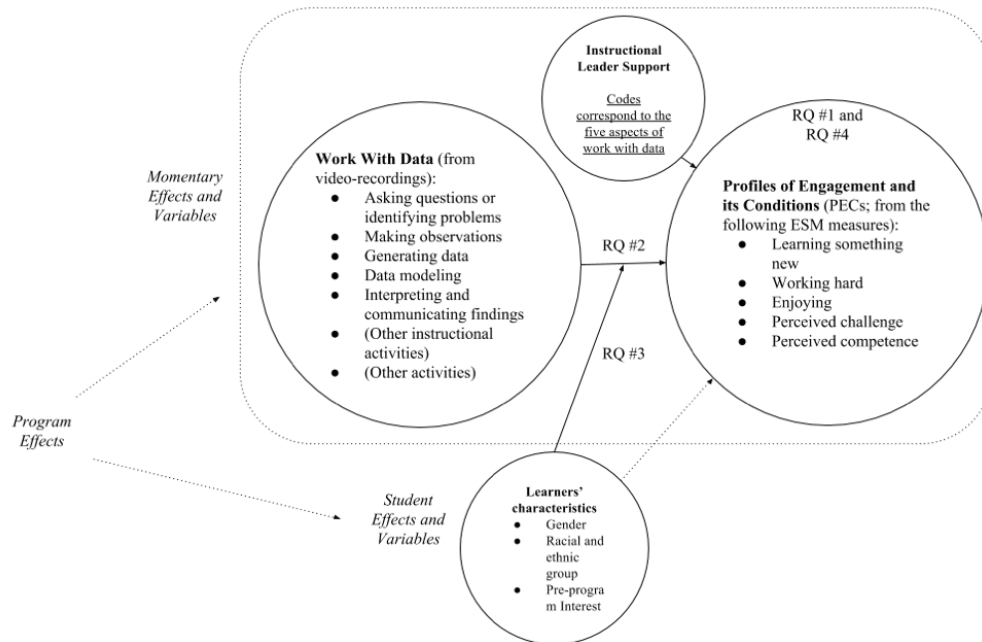 Instructional
Leader Support
Codes
correspond to the
five aspects of
work with data
RQ #1 and
RQ #4
Momentary
Effects and
Variables
Work With Data (from
video-recordings):
● Asking questions or
identifying problems
● Making observations
● Generating data
● Data modeling
● Interpreting and
communicating findings
● (Other instructional
activities)
● (Other activities)
RQ #2
Profiles of Engagement and
its Conditions (PECs; from the
following ESM measures):
● Learning something
new
● Working hard
● Enjoying
● Perceived challenge
● Perceived competence
RQ #3
Program
Effects
Student
Effects and
Variables
Learners’
characteristics
● Gender
● Racial and
ethnic
group
● Pre-progra
m Interest